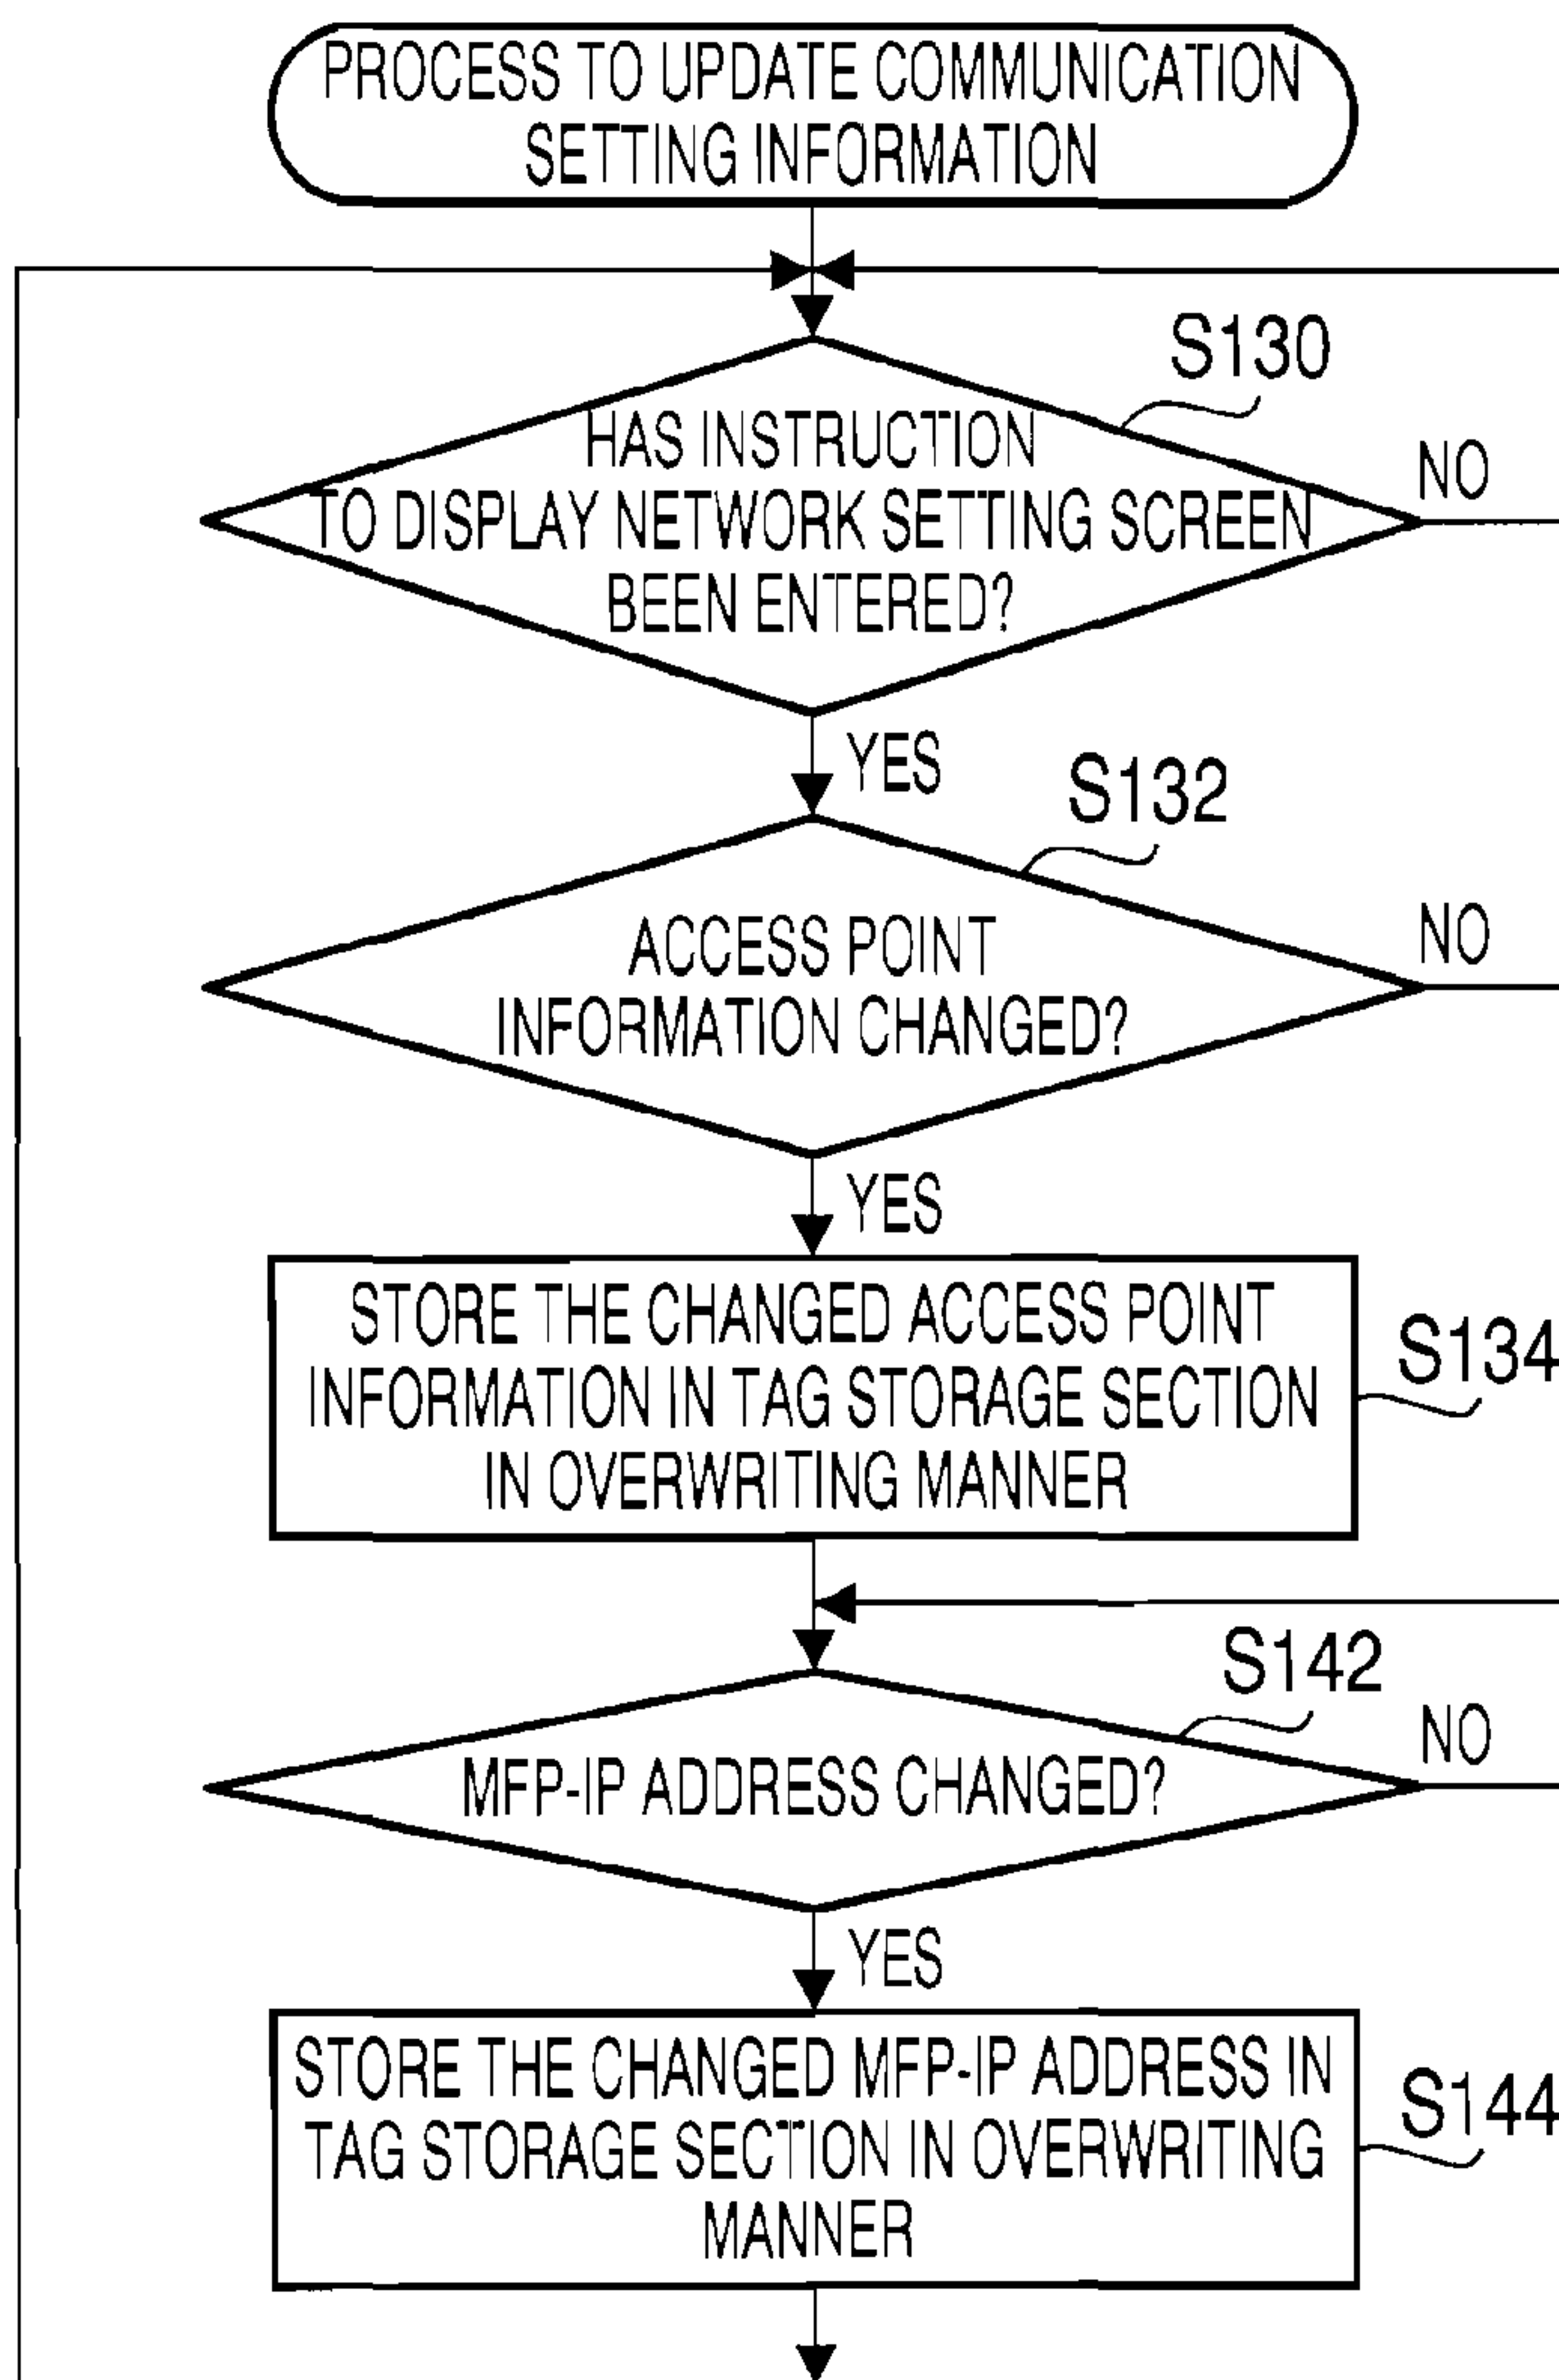 PROCESS TO UPDATE COMMUNICATION
SETTING INFORMATION
S130
HAS INSTRUCTION
TO DISPLAY NETWORK SETTING SCREEN
BEEN ENTERED?
NO
YES
S132
ACCESS POINT
INFORMATION CHANGED?
NO
YES
STORE THE CHANGED ACCESS POINT
INFORMATION IN TAG STORAGE SECTION
IN OVERWRITING MANNER
S134
S142
MFP-IP ADDRESS CHANGED?
NO
YES
STORE THE CHANGED MFP-IP ADDRESS IN
TAG STORAGE SECTION IN OVERWRITING
MANNER
S144